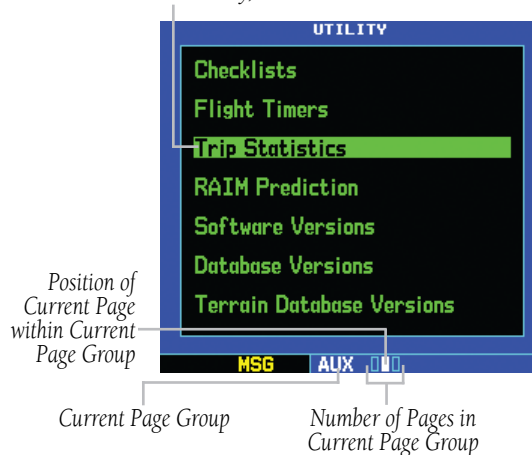 UTILITY
Checklists
Flight Timers
Trip Statistics
RAIM Prediction
Software Versions
Database Versions
Terrain Database Versions
Position of
Current Page
within Current
Page Group
MSG AUX
Current Page Group
Number of Pages in
Current Page Group